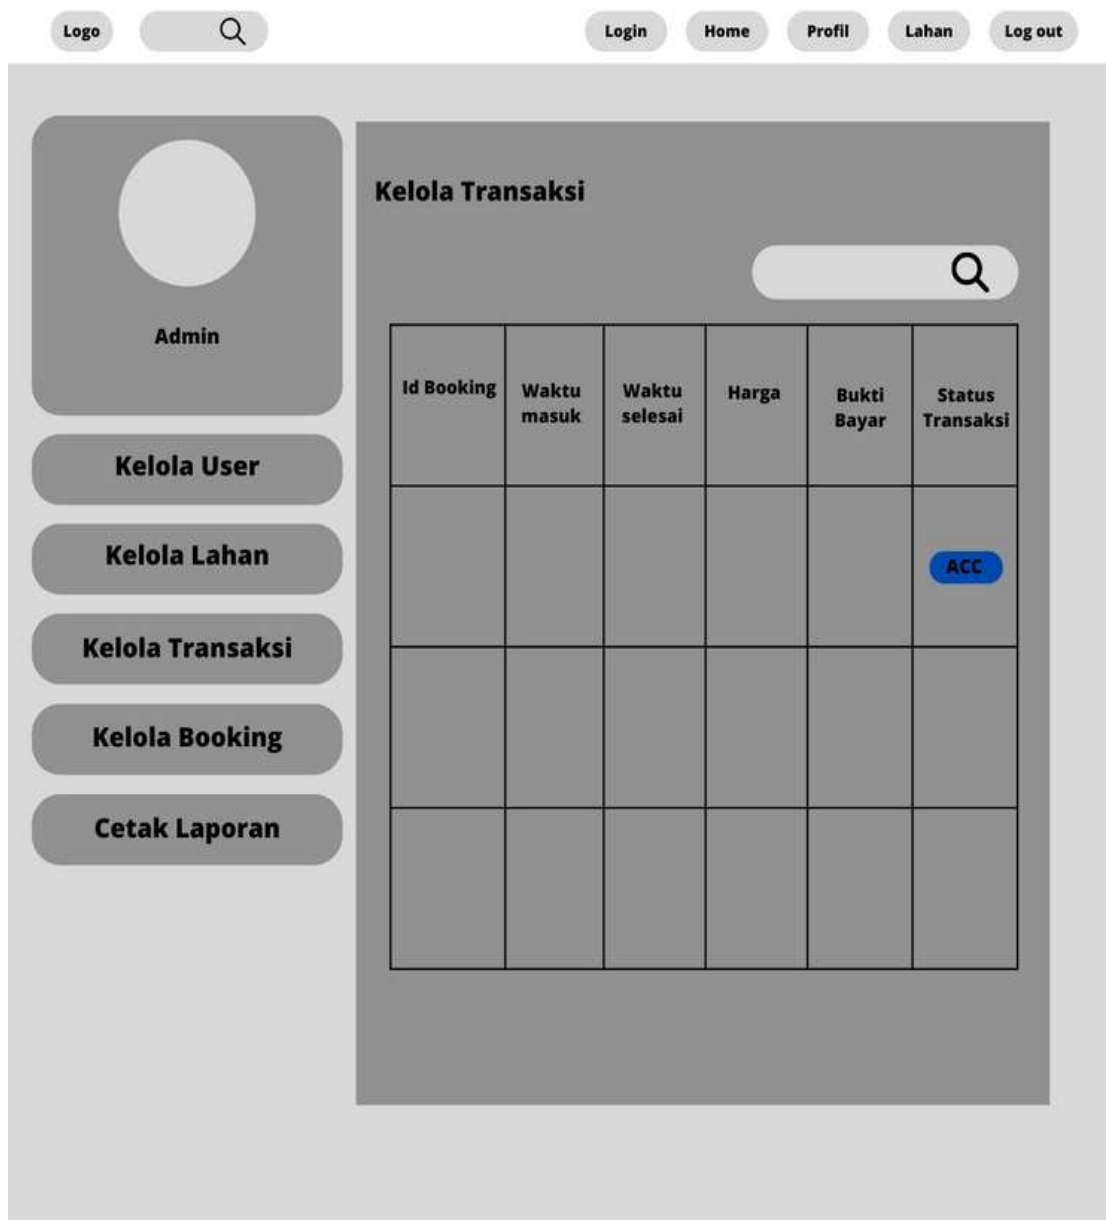 Logo
Login Home Profil Lahan Log out
Admin
Kelola User
Kelola Lahan
Kelola Transaksi
Kelola Booking
Cetak Laporan
Kelola Transaksi
Id Booking
Waktu
masuk
Waktu
selesai
Harga
Bukti
Bayar
Status
Transaksi
ACC